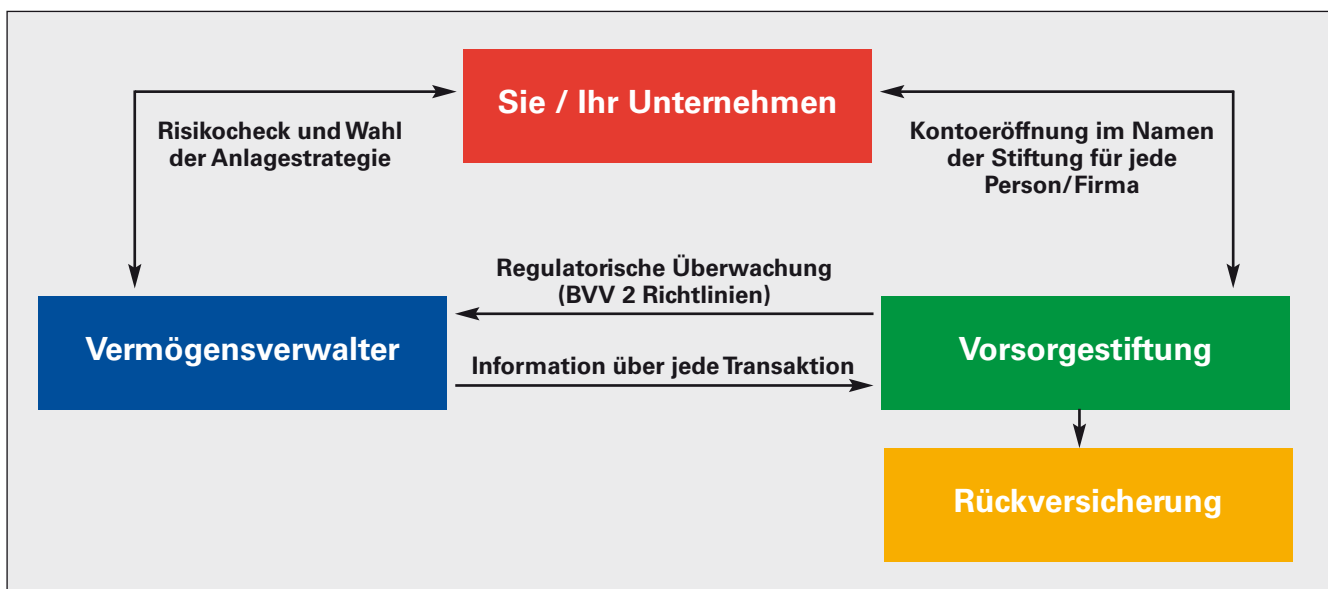 Sie / Ihr Unternehmen
Risikocheck und Wahl
der Anlagestrategie
Kontoeröffnung im Namen
der Stiftung für jede
Person/Firma
Regulatorische Überwachung
(BVV 2 Richtlinien)
Vermögensverwalter
Vorsorgestiftung
Information über jede Transaktion
Rückversicherung